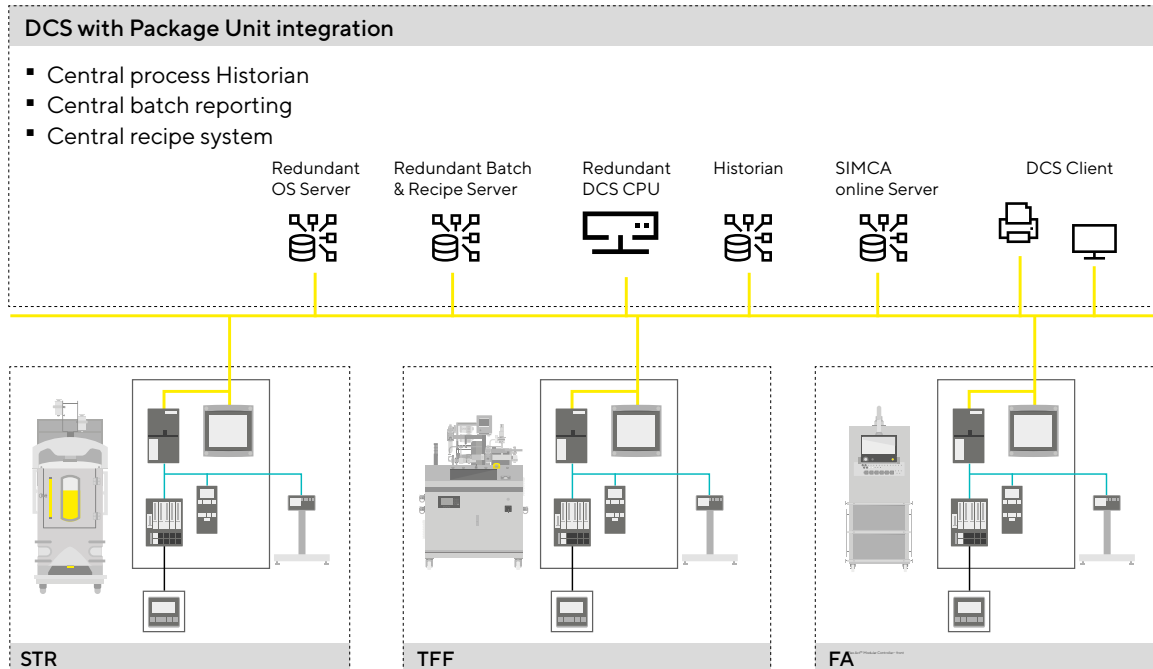 DCS with Package Unit integration
▪ Central process Historian
▪ Central batch reporting
▪ Central recipe system
Redundant
OS Server
Redundant Batch
& Recipe Server
Redundant
DCS CPU
Historian
SIMCA
online Server
DCS Client
STR
TFF
FA